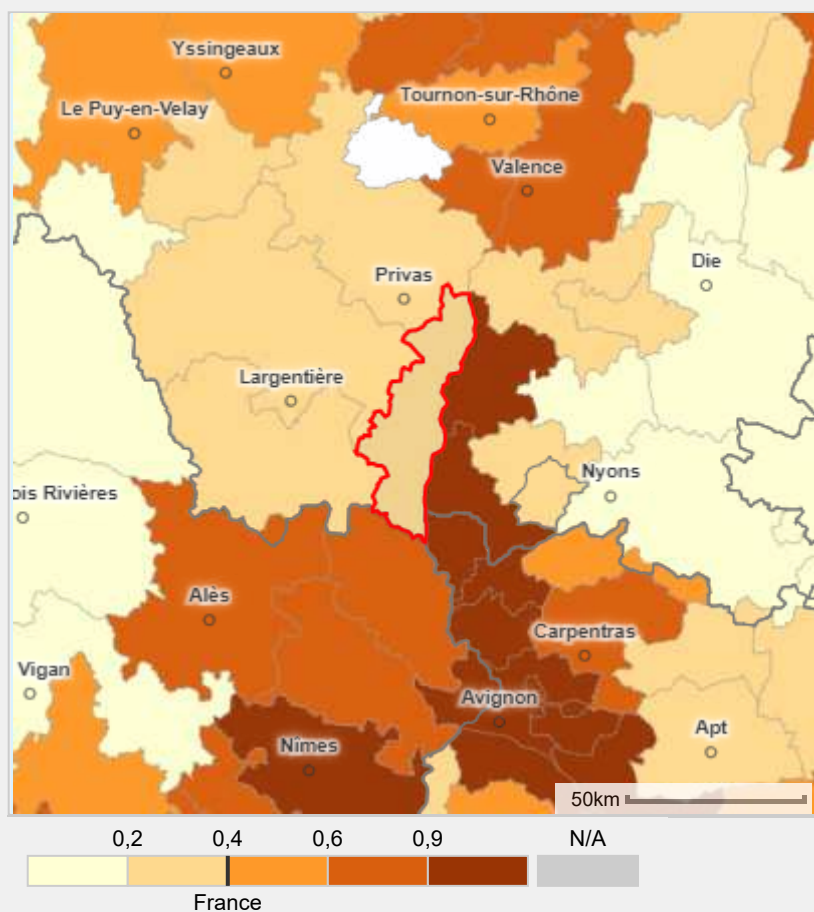 Yssingeaux
Le Puy-en-Velay
Tournon-sur-Rhône
Valence
Die
Privas
Largentière
Nyons
ois Rivières
Alès
Carpentras
Vigan
Avignon
Apt
Nîmes
50km
0,2 0,4 0,6 0,9 N/A
France